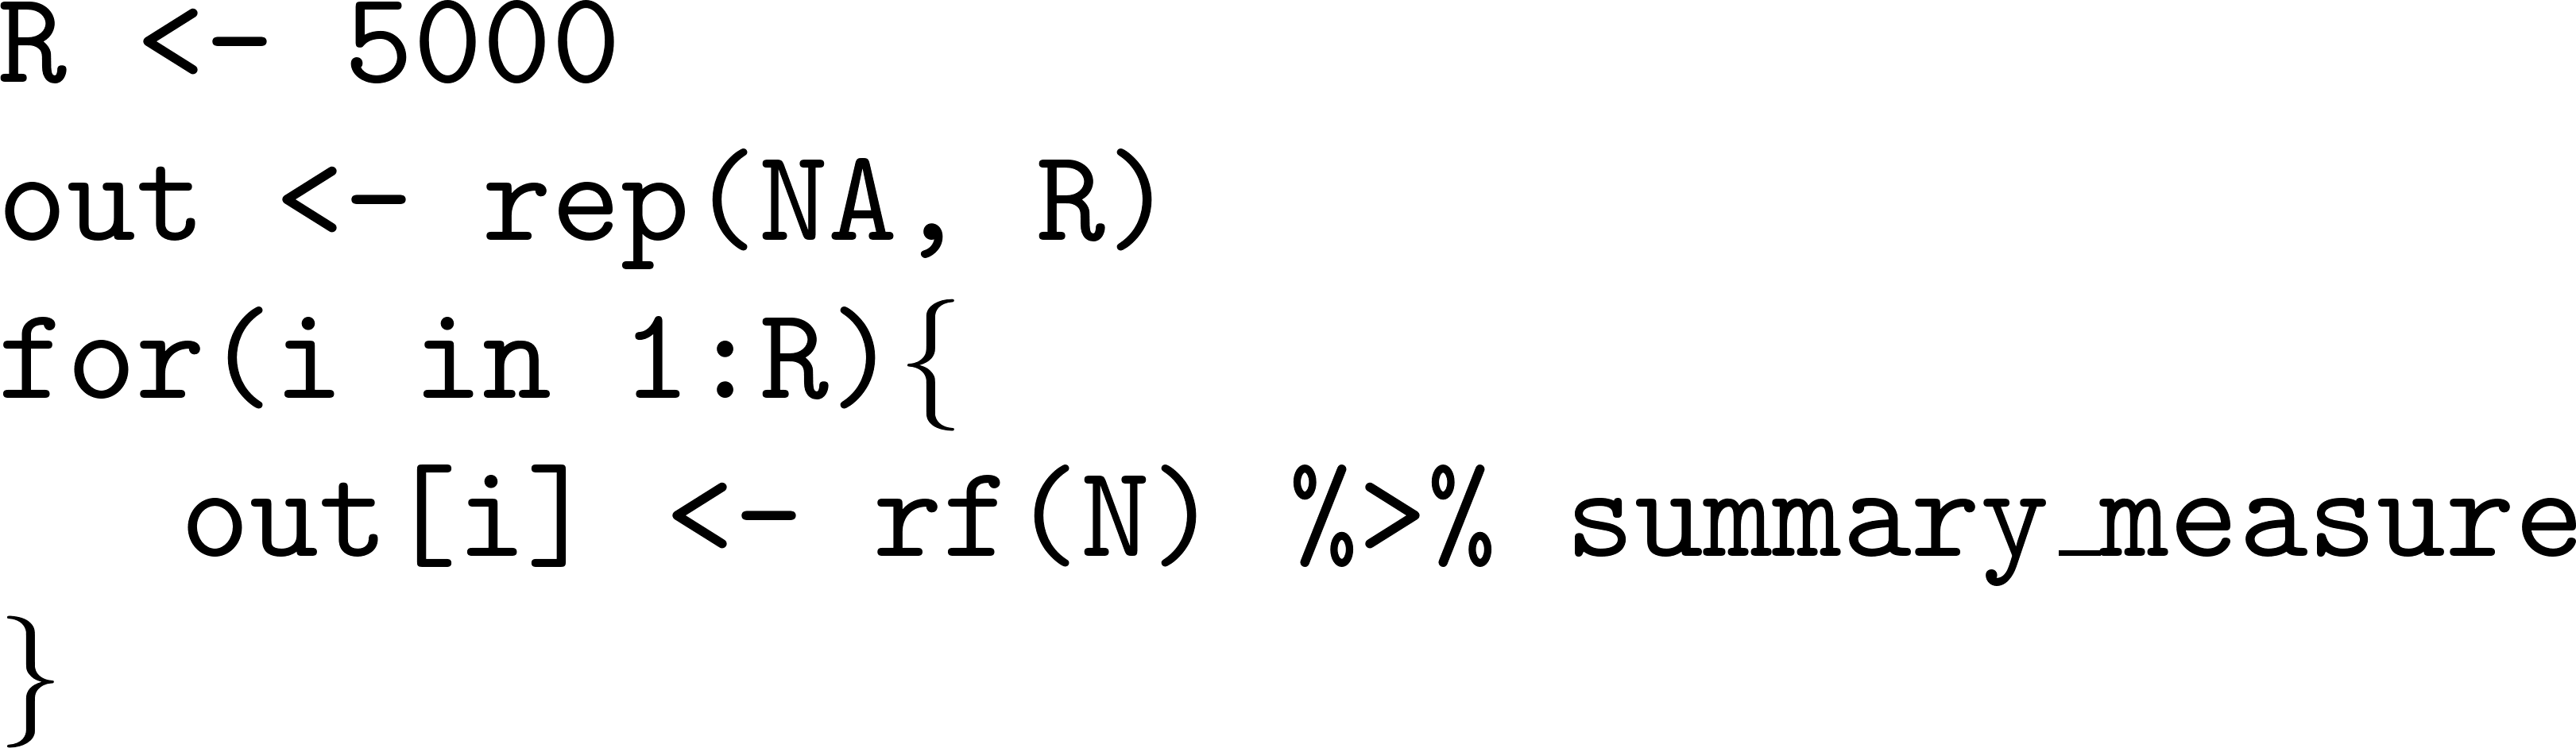 R <- 5000
out <- rep(NA, R)
for(i in 1:R){
   out[i] <- rf(N) %>% summary_measure
}